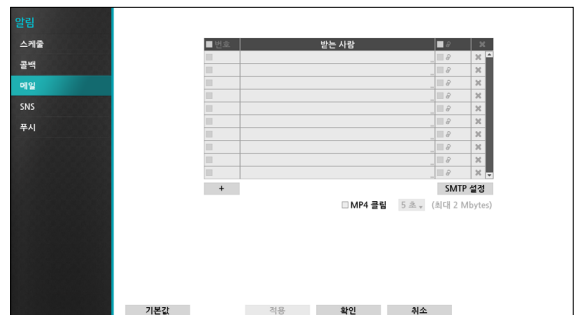 알림
스케줄
콜백
메일
SNS
푸시
번호 받는 사람
+ SMTP 설정
MP4 클립 5 초 (최대 2 Mbytes)
기본값 적용 확인 취소